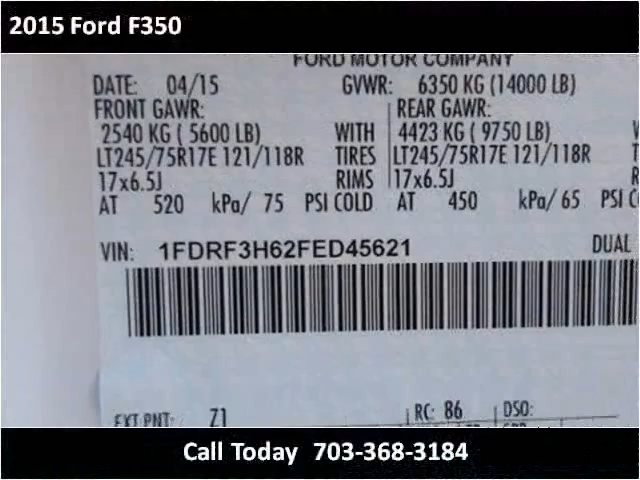 2015 Ford F350
FORD MOTOR COMPANY
DATE: 04/15 GVWR: 6350 KG (14000 LB)
FRONT GAWR: REAR GAWR:
2540 KG ( 5600 LB) WITH 4423 KG ( 9750 LB)
LT245/75R17E 121/118R TIRES LT245/75R17E 121/118R
17x6.5J RIMS 17x6.5J
AT 520 kPa/ 75 PSI COLD AT 450 kPa/ 65 PSI
VIN: 1FDRF3H62FED45621 DUAL
EXT PNT: Z1 RC: 86 DSO:
Call Today 703-368-3184